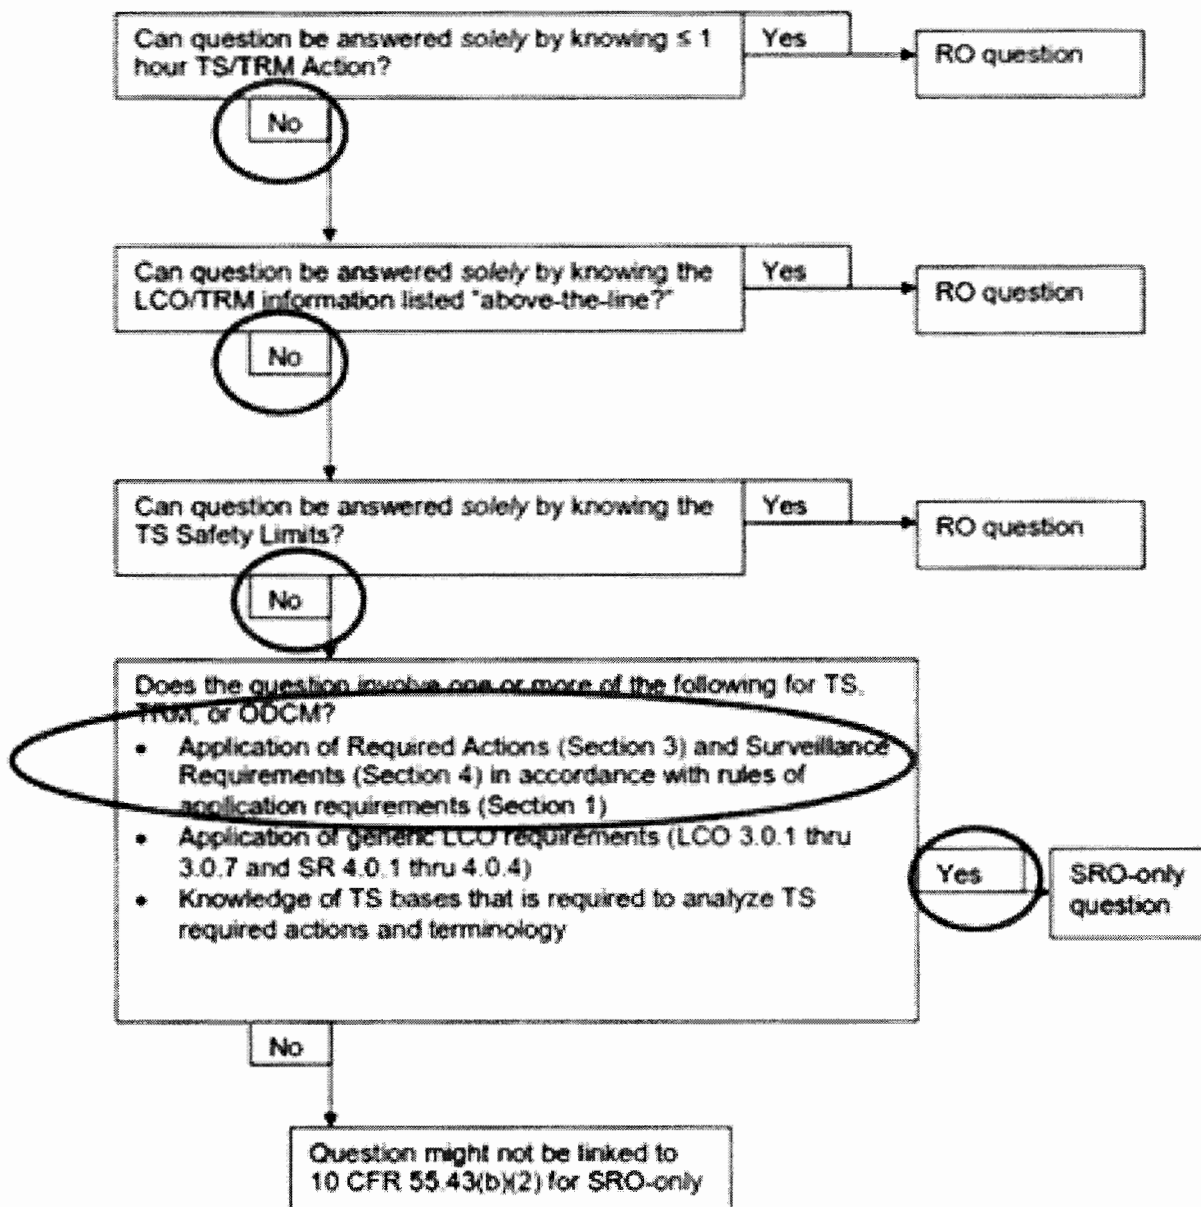 Can question be answered solely by knowing ≤ 1
hour TS/TRM Action?
Yes
RO question
No
Can question be answered solely by knowing the
LCO/TRM information listed "above-the-line?"
Yes
RO question
No
Can question be answered solely by knowing the
TS Safety Limits?
Yes
RO question
No
Does the question involve one or more of the following for TS,
TRM, or ODCM?
• Application of Required Actions (Section 3) and Surveillance
Requirements (Section 4) in accordance with rules of
application requirements (Section 1)
• Application of generic LCO requirements (LCO 3.0.1 thru
3.0.7 and SR 4.0.1 thru 4.0.4)
• Knowledge of TS bases that is required to analyze TS
required actions and terminology
Yes
SRO-only
question
No
Question might not be linked to
10 CFR 55.43(b)(2) for SRO-only